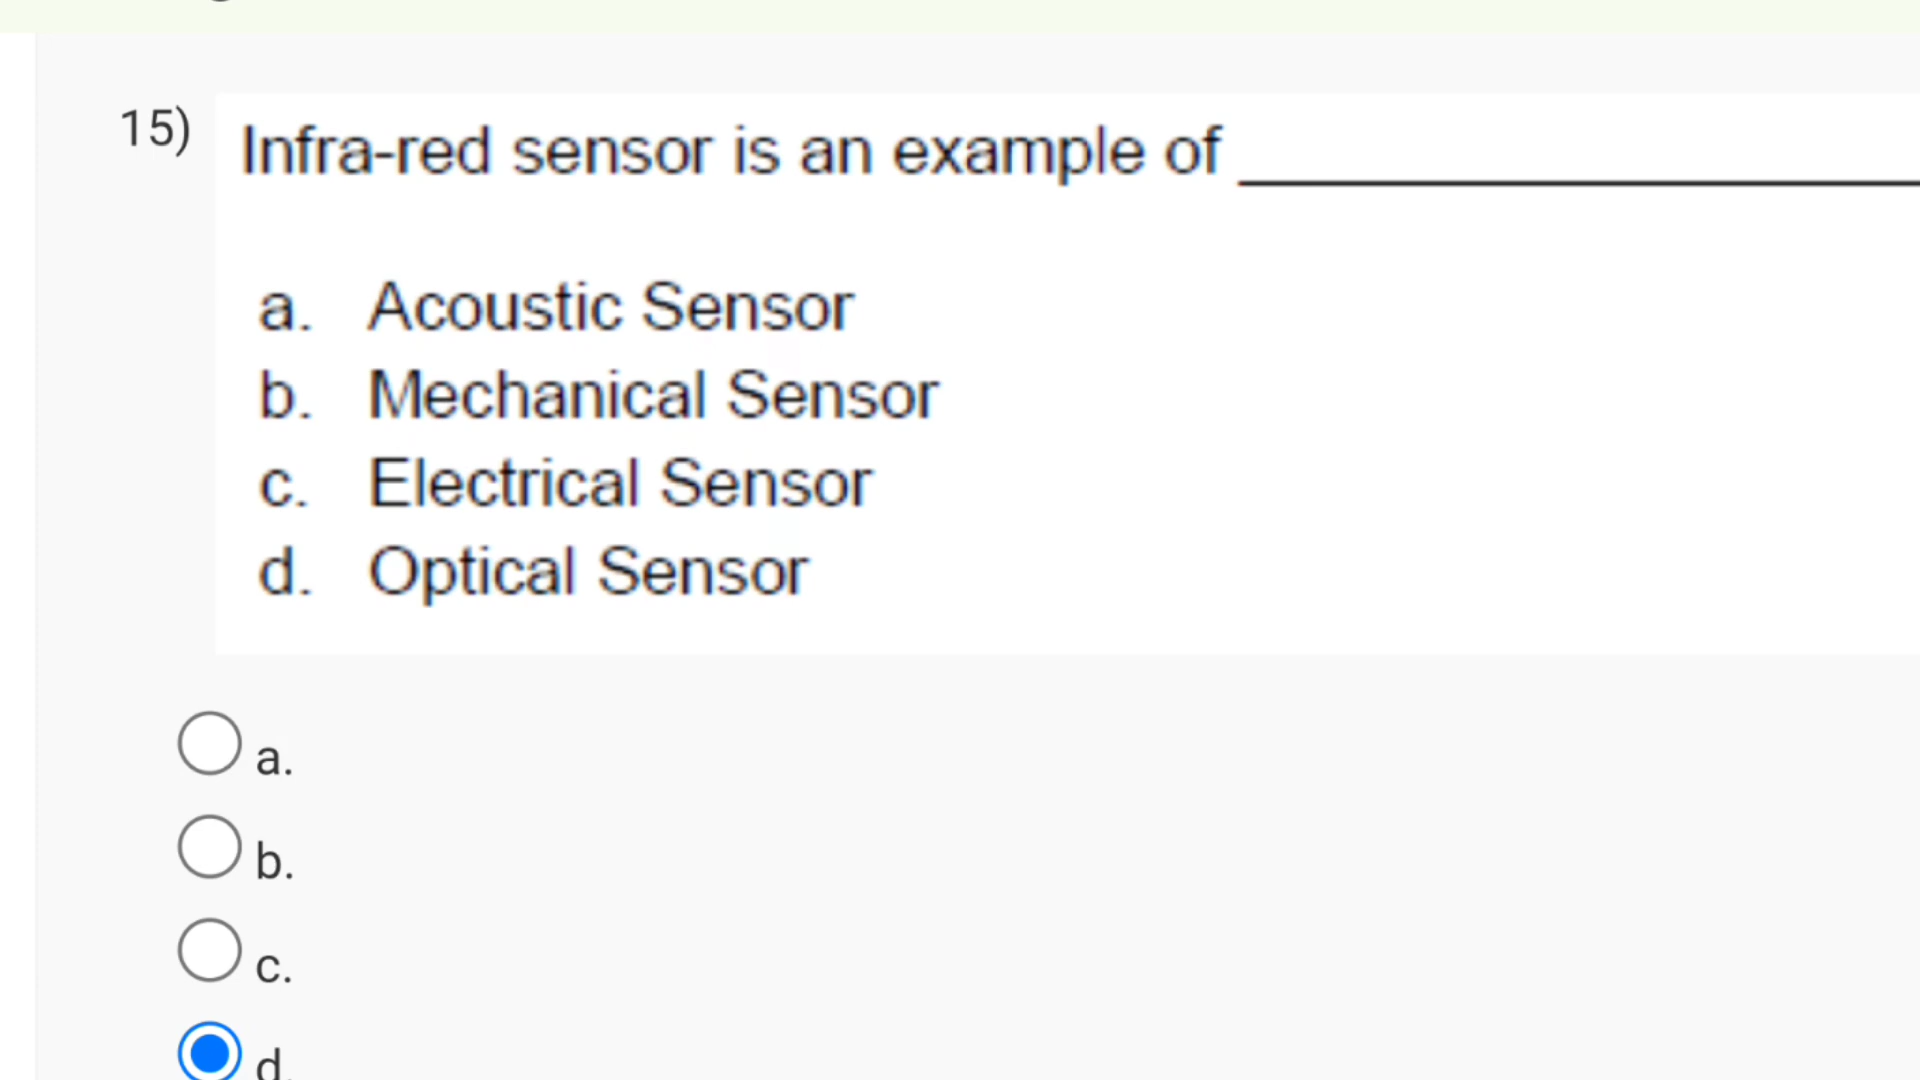 15) Infra-red sensor is an example of
a. Acoustic Sensor
b. Mechanical Sensor
c. Electrical Sensor
d. Optical Sensor
a.
b.
c.
d.